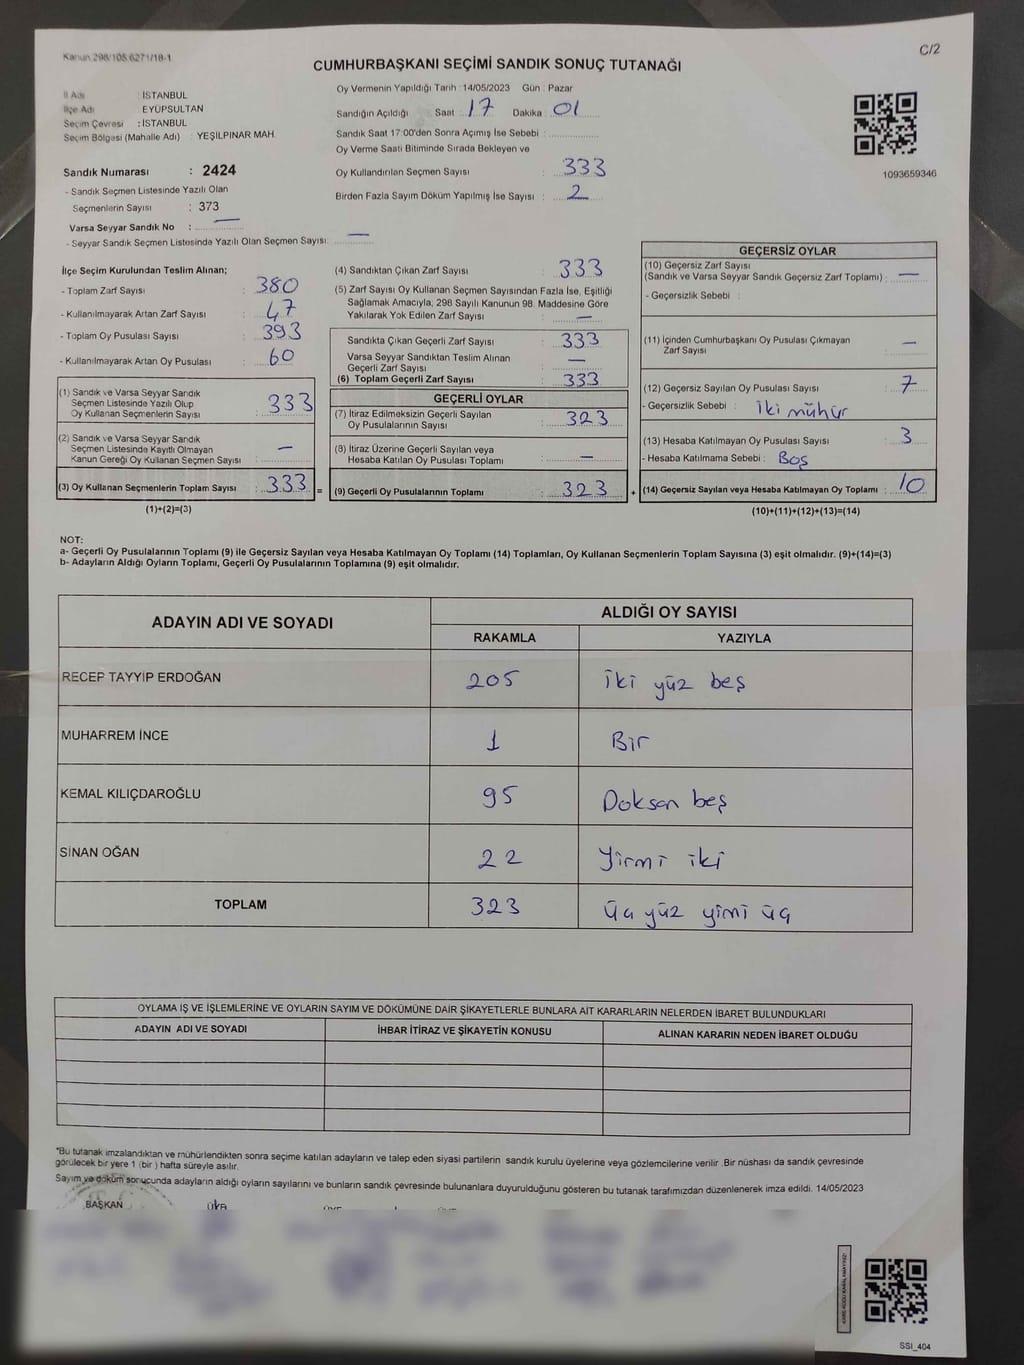 Kanun 298/105 6271/18-1
C/2
CUMHURBAŞKANI SEÇİMİ SANDIK SONUÇ TUTANAĞI
İl Adı : İSTANBUL
İlçe Adı : EYÜPSULTAN
Seçim Çevresi : İSTANBUL
Seçim Bölgesi (Mahalle Adı) : YEŞİLPINAR MAH.
Sandık Numarası : 2424
- Sandık Seçmen Listesinde Yazılı Olan
Seçmenlerin Sayısı : 373
Varsa Seyyar Sandık No : —
- Seyyar Sandık Seçmen Listesinde Yazılı Olan Seçmen Sayısı: —
Oy Vermenin Yapıldığı Tarih : 14/05/2023 Gün : Pazar
Sandığın Açıldığı Saat 17 Dakika 01
Sandık Saat 17:00'den Sonra Açımış İse Sebebi :
Oy Verme Saati Bitiminde Sırada Bekleyen ve
Oy Kullandırılan Seçmen Sayısı : 333
Birden Fazla Sayım Döküm Yapılmış İse Sayısı : 2
1093659346
İlçe Seçim Kurulundan Teslim Alınan;
- Toplam Zarf Sayısı : 380
- Kullanılmayarak Artan Zarf Sayısı : 47
- Toplam Oy Pusulası Sayısı : 393
- Kullanılmayarak Artan Oy Pusulası : 60
(1) Sandık ve Varsa Seyyar Sandık
Seçmen Listesinde Yazılı Olup
Oy Kullanan Seçmenlerin Sayısı : 333
(2) Sandık ve Varsa Seyyar Sandık
Seçmen Listesinde Kayıtlı Olmayan
Kanun Gereği Oy Kullanan Seçmen Sayısı : —
(3) Oy Kullanan Seçmenlerin Toplam Sayısı : 333 =
(1)+(2)=(3)
(4) Sandıktan Çıkan Zarf Sayısı : 333
(5) Zarf Sayısı Oy Kullanan Seçmen Sayısından Fazla İse, Eşitliği
Sağlamak Amacıyla, 298 Sayılı Kanunun 98. Maddesine Göre
Yakılarak Yok Edilen Zarf Sayısı : —
Sandıkta Çıkan Geçerli Zarf Sayısı : 333
Varsa Seyyar Sandıktan Teslim Alınan
Geçerli Zarf Sayısı : —
(6) Toplam Geçerli Zarf Sayısı : 333
GEÇERLİ OYLAR
(7) İtiraz Edilmeksizin Geçerli Sayılan
Oy Pusulalarının Sayısı : 323
(8) İtiraz Üzerine Geçerli Sayılan veya
Hesaba Katılan Oy Pusulası Toplamı : —
(9) Geçerli Oy Pusulalarının Toplamı : 323 +
GEÇERSİZ OYLAR
(10) Geçersiz Zarf Sayısı
(Sandık ve Varsa Seyyar Sandık Geçersiz Zarf Toplamı) : —
- Geçersizlik Sebebi :
(11) İçinden Cumhurbaşkanı Oy Pusulası Çıkmayan
Zarf Sayısı : —
(12) Geçersiz Sayılan Oy Pusulası Sayısı : 7
- Geçersizlik Sebebi : İki mühür
(13) Hesaba Katılmayan Oy Pusulası Sayısı : 3
- Hesaba Katılmama Sebebi : Boş
(14) Geçersiz Sayılan veya Hesaba Katılmayan Oy Toplamı : 10
(10)+(11)+(12)+(13)=(14)
NOT:
a- Geçerli Oy Pusulalarının Toplamı (9) ile Geçersiz Sayılan veya Hesaba Katılmayan Oy Toplamı (14) Toplamları, Oy Kullanan Seçmenlerin Toplam Sayısına (3) eşit olmalıdır. (9)+(14)=(3)
b- Adayların Aldığı Oyların Toplamı, Geçerli Oy Pusulalarının Toplamına (9) eşit olmalıdır.
ADAYIN ADI VE SOYADI
ALDIĞI OY SAYISI
RAKAMLA YAZIYLA
RECEP TAYYİP ERDOĞAN 205 iki yüz beş
MUHARREM İNCE 1 Bir
KEMAL KILIÇDAROĞLU 95 Doksan beş
SİNAN OĞAN 22 Yirmi iki
TOPLAM 323 üç yüz yimi üç
OYLAMA İŞ VE İŞLEMLERİNE VE OYLARIN SAYIM VE DÖKÜMÜNE DAİR ŞİKAYETLERLE BUNLARA AİT KARARLARIN NELERDEN İBARET BULUNDUKLARI
ADAYIN ADI VE SOYADI İHBAR İTİRAZ VE ŞİKAYETİN KONUSU ALINAN KARARIN NEDEN İBARET OLDUĞU
*Bu tutanak imzalandıktan ve mühürlendikten sonra seçime katılan adayların ve talep eden siyasi partilerin sandık kurulu üyelerine veya gözlemcilerine verilir .Bir nüshası da sandık çevresinde
görülecek bir yere 1 (bir ) hafta süreyle asılır.
Sayım ve döküm sonucunda adayların aldığı oyların sayılarını ve bunların sandık çevresinde bulunanlara duyurulduğunu gösteren bu tutanak tarafımızdan düzenlenerek imza edildi. 14/05/2023
BAŞKAN
SSI_404